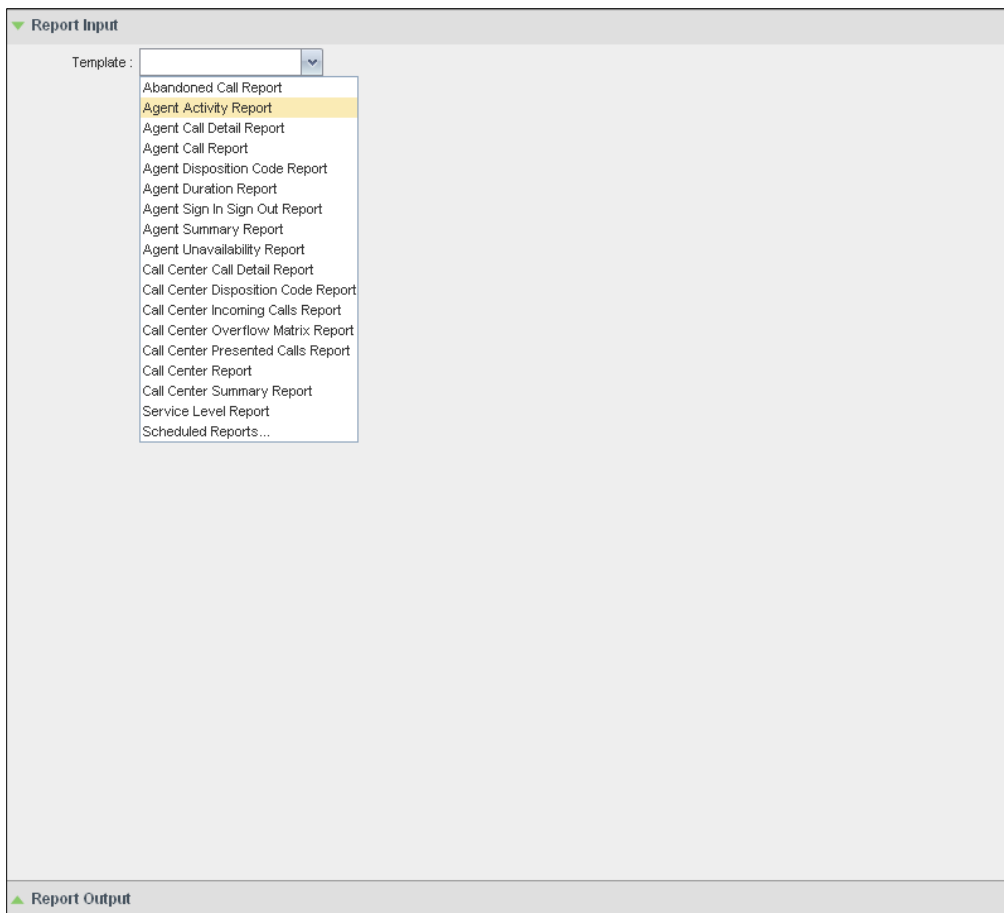 Report Input
Template :
Abandoned Call Report
Agent Activity Report
Agent Call Detail Report
Agent Call Report
Agent Disposition Code Report
Agent Duration Report
Agent Sign In Sign Out Report
Agent Summary Report
Agent Unavailability Report
Call Center Call Detail Report
Call Center Disposition Code Report
Call Center Incoming Calls Report
Call Center Overflow Matrix Report
Call Center Presented Calls Report
Call Center Report
Call Center Summary Report
Service Level Report
Scheduled Reports...
Report Output